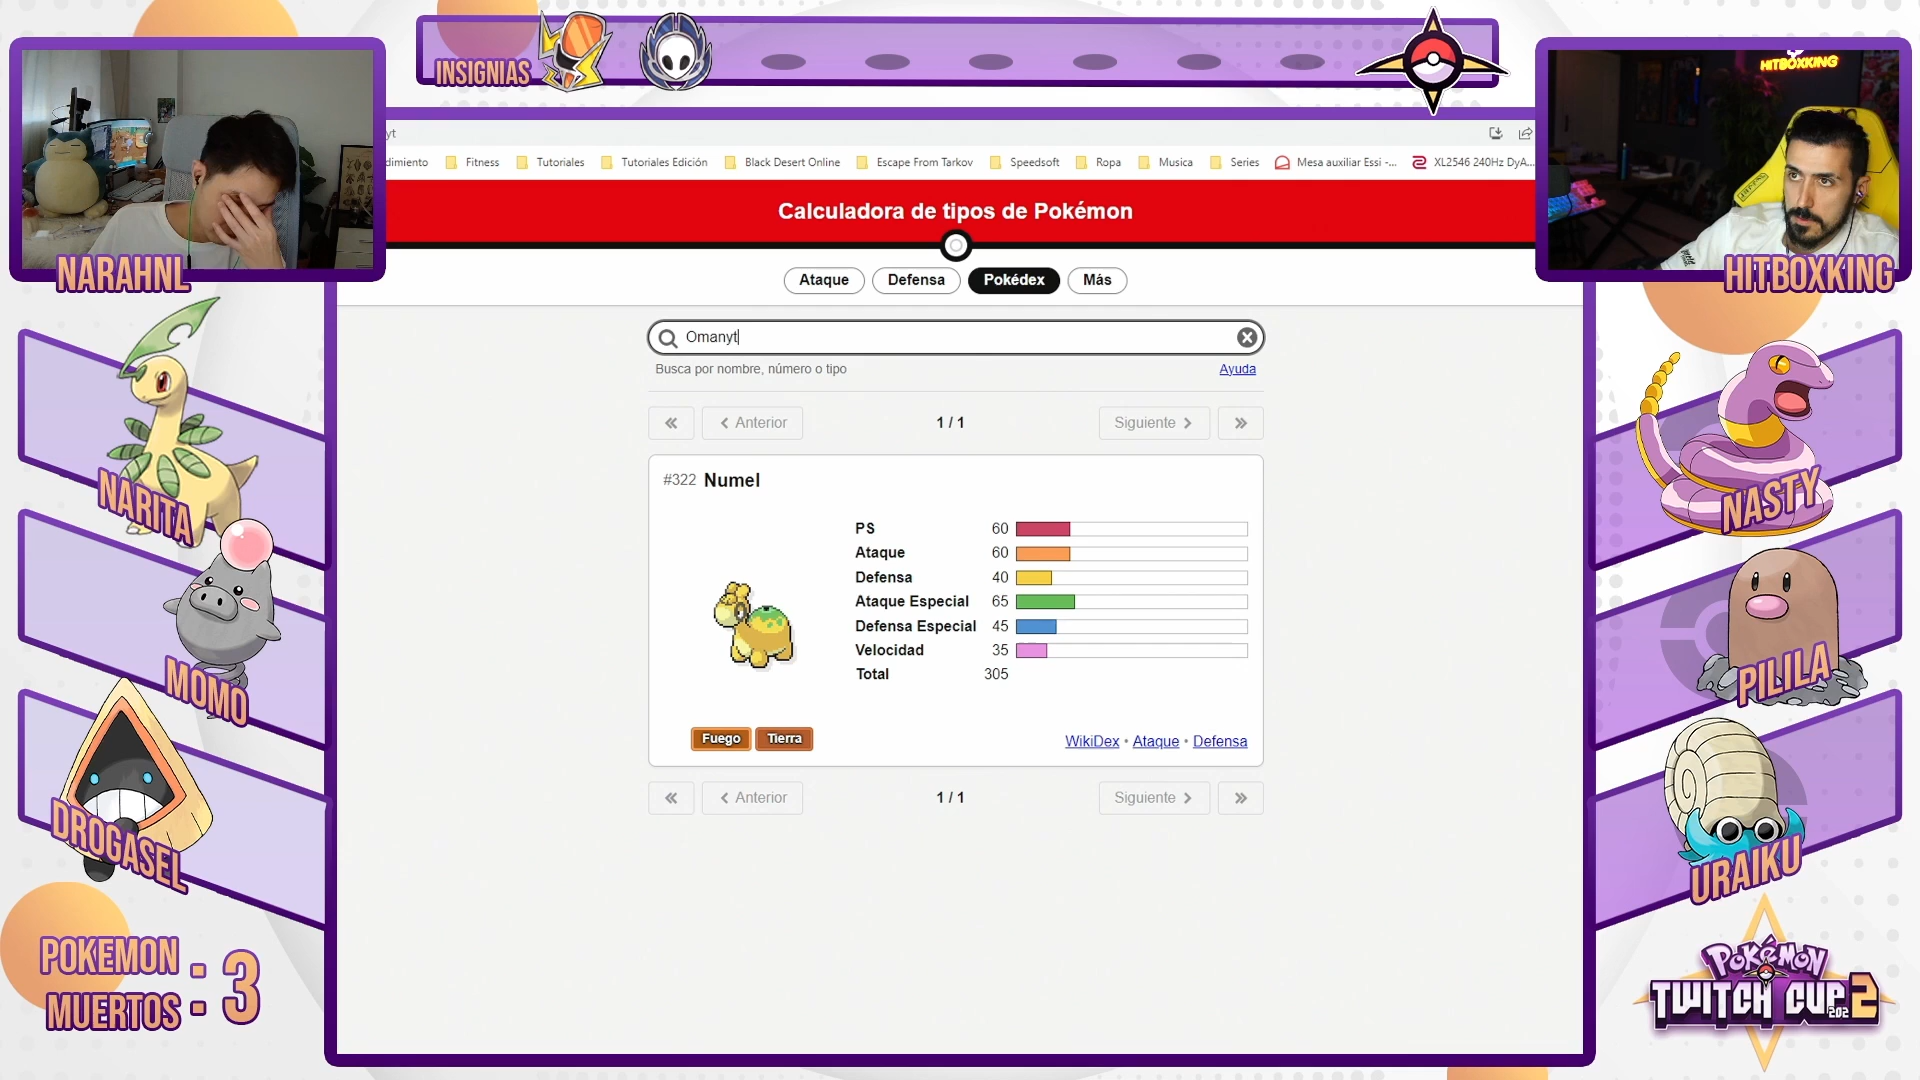 INSIGNIAS
HITBOXKING
NARAHNL
HITBOXKING
yt
dimiento Fitness Tutoriales Tutoriales Edición Black Desert Online Escape From Tarkov Speedsoft Ropa Musica Series Mesa auxiliar Essi -... XL2546 240Hz DyA...
Calculadora de tipos de Pokémon
Ataque Defensa Pokédex Más
Omanyt
Busca por nombre, número o tipo Ayuda
« Anterior 1 / 1 Siguiente »
#322 Numel
PS 60
Ataque 60
Defensa 40
Ataque Especial 65
Defensa Especial 45
Velocidad 35
Total 305
Fuego Tierra
WikiDex • Ataque • Defensa
« Anterior 1 / 1 Siguiente »
NARITA
MOMO
DROGASEL
POKEMON
MUERTOS : 3
NASTY
PILILA
URAIKU
POKÉMON
TWITCH CUP 2
202